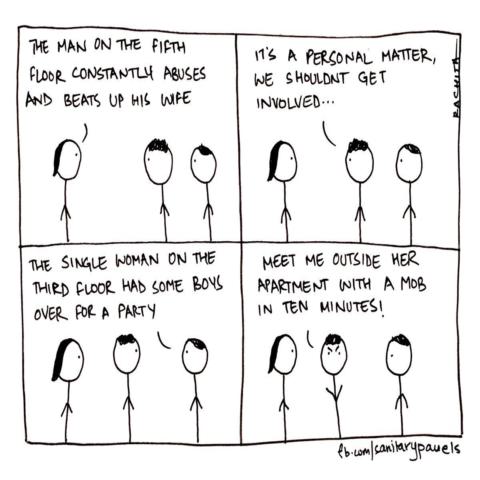 THE MAN ON THE FIFTH
FLOOR CONSTANTLY ABUSES
AND BEATS UP HIS WIFE
IT'S A PERSONAL MATTER,
WE SHOULDNT GET
INVOLVED...
RACHITA
THE SINGLE WOMAN ON THE
THIRD FLOOR HAD SOME BOYS
OVER FOR A PARTY
MEET ME OUTSIDE HER
APARTMENT WITH A MOB
IN TEN MINUTES!
fb.com/sanitarypanels